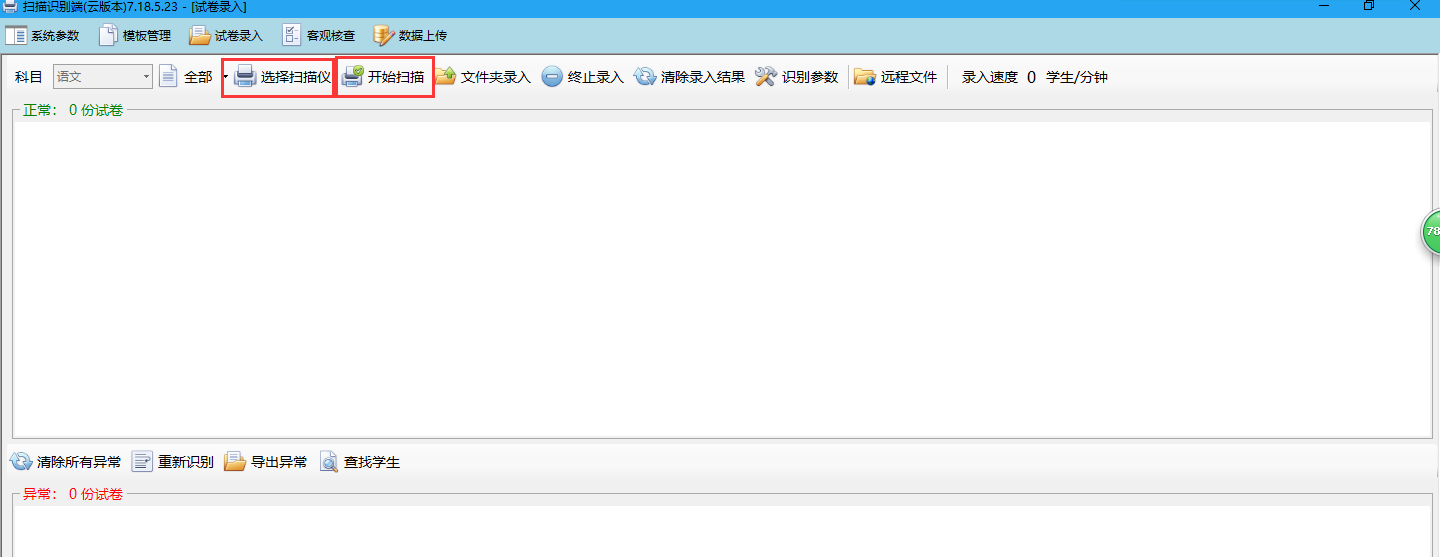 扫描识别端(云版本)7.18.5.23 - [试卷录入]
系统参数 模板管理 试卷录入 客观核查 数据上传
科目 语文 全部 选择扫描仪 开始扫描 文件夹录入 终止录入 清除录入结果 识别参数 远程文件 录入速度 0 学生/分钟
正常: 0 份试卷
78
清除所有异常 重新识别 导出异常 查找学生
异常: 0 份试卷